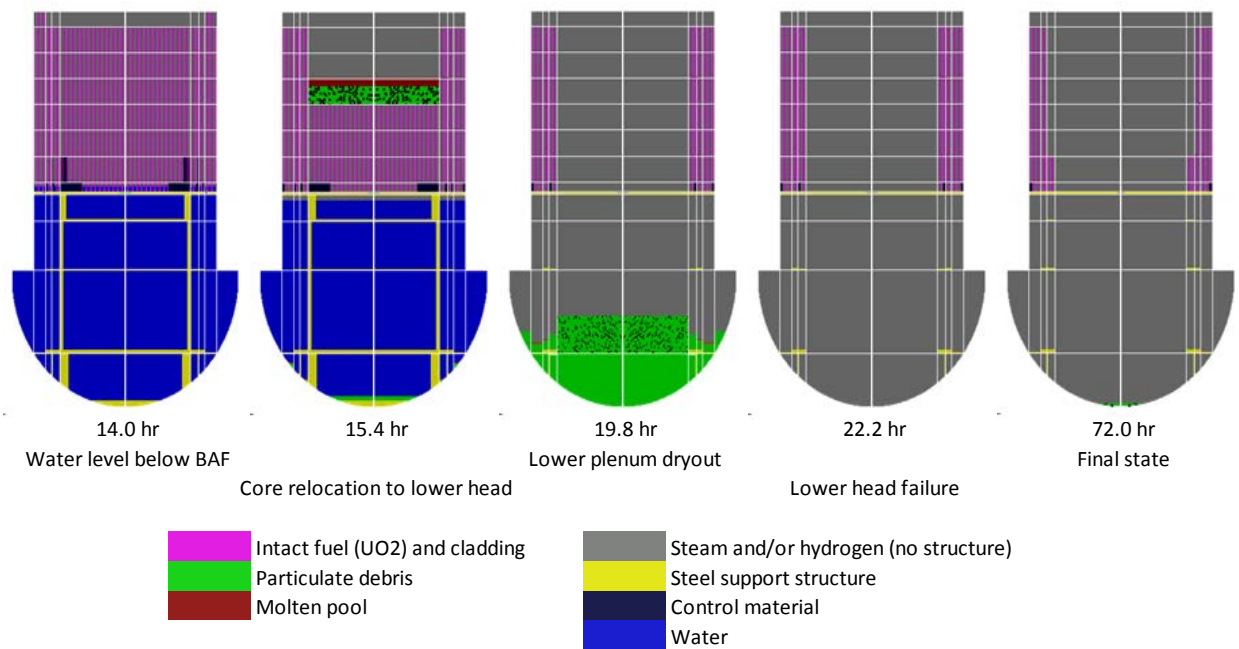 14.0 hr
15.4 hr
19.8 hr
22.2 hr
72.0 hr
Water level below BAF
Lower plenum dryout
Final state
Core relocation to lower head
Lower head failure
Intact fuel (UO2) and cladding
Particulate debris
Molten pool
Steam and/or hydrogen (no structure)
Steel support structure
Control material
Water